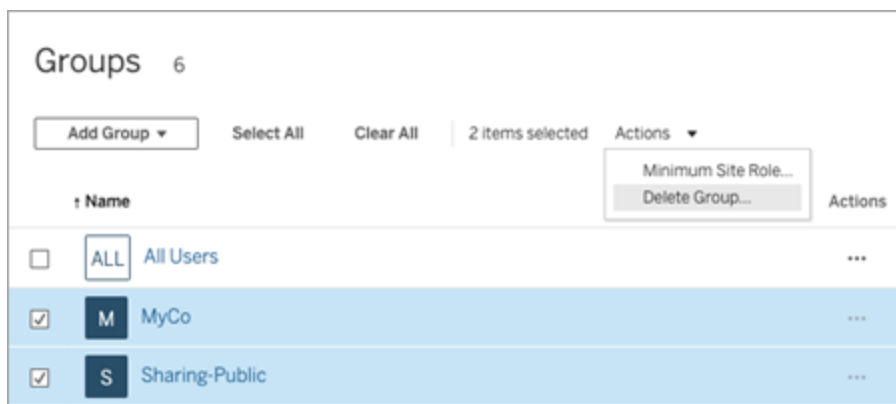 Groups 6
Add Group ▾ Select All Clear All 2 items selected Actions ▾
Minimum Site Role...
Delete Group...
↑ Name Actions
ALL All Users ...
M MyCo ...
S Sharing-Public ...